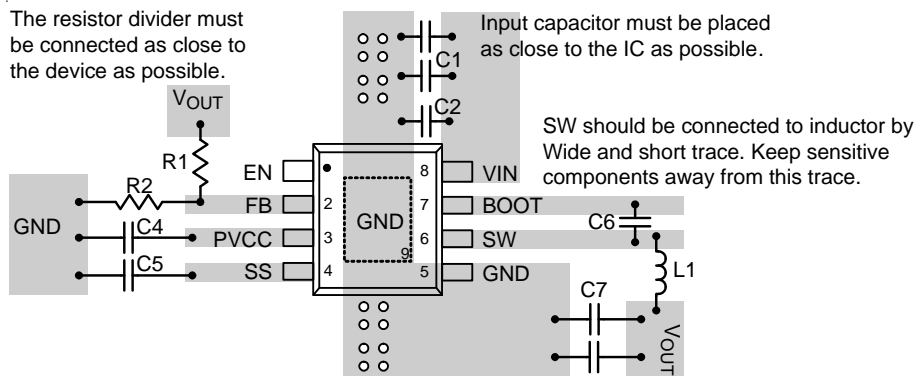 The resistor divider must
be connected as close to
the device as possible.
Input capacitor must be placed
as close to the IC as possible.
C1
C2
VOUT
SW should be connected to inductor by
Wide and short trace. Keep sensitive
components away from this trace.
R1
EN
8
VIN
R2
FB
2
7
BOOT
GND
GND
C6
C4
PVCC
3
6
SW
9
C5
SS
4
5
GND
L1
C7
VOUT